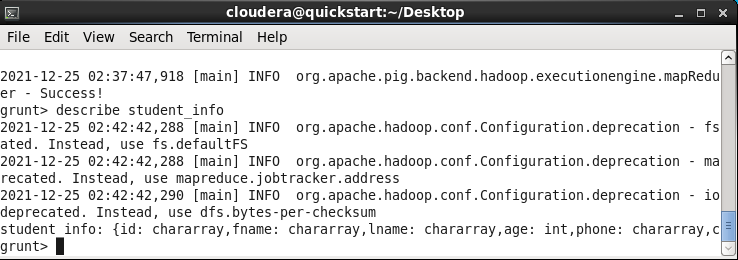 cloudera@quickstart:~/Desktop
File Edit View Search Terminal Help
2021-12-25 02:37:47,918 [main] INFO  org.apache.pig.backend.hadoop.executionengine.mapRedu
er - Success!
grunt> describe student_info
2021-12-25 02:42:42,288 [main] INFO  org.apache.hadoop.conf.Configuration.deprecation - fs
ated. Instead, use fs.defaultFS
2021-12-25 02:42:42,288 [main] INFO  org.apache.hadoop.conf.Configuration.deprecation - ma
recated. Instead, use mapreduce.jobtracker.address
2021-12-25 02:42:42,290 [main] INFO  org.apache.hadoop.conf.Configuration.deprecation - io
deprecated. Instead, use dfs.bytes-per-checksum
student_info: {id: chararray,fname: chararray,lname: chararray,age: int,phone: chararray,c
grunt>